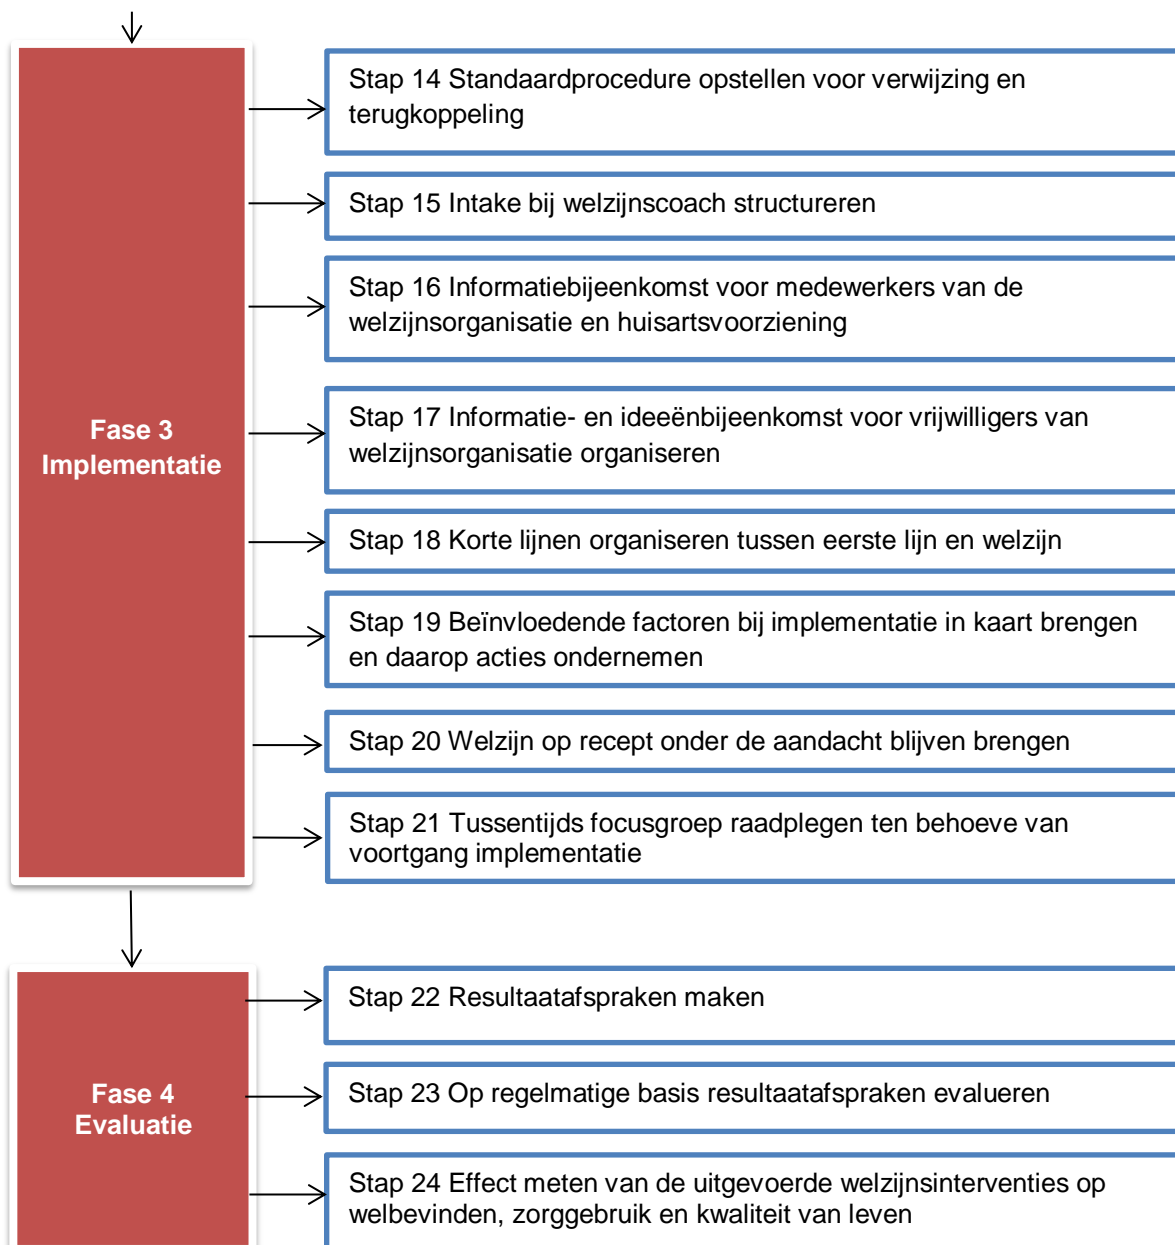 Fase 3
Implementatie
Stap 14 Standaardprocedure opstellen voor verwijzing en
terugkoppeling
Stap 15 Intake bij welzijnscoach structureren
Stap 16 Informatiebijeenkomst voor medewerkers van de
welzijnsorganisatie en huisartsvoorziening
Stap 17 Informatie- en ideeënbijeenkomst voor vrijwilligers van
welzijnsorganisatie organiseren
Stap 18 Korte lijnen organiseren tussen eerste lijn en welzijn
Stap 19 Beïnvloedende factoren bij implementatie in kaart brengen
en daarop acties ondernemen
Stap 20 Welzijn op recept onder de aandacht blijven brengen
Stap 21 Tussentijds focusgroep raadplegen ten behoeve van
voortgang implementatie
Fase 4
Evaluatie
Stap 22 Resultaatafspraken maken
Stap 23 Op regelmatige basis resultaatafspraken evalueren
Stap 24 Effect meten van de uitgevoerde welzijnsinterventies op
welbevinden, zorggebruik en kwaliteit van leven